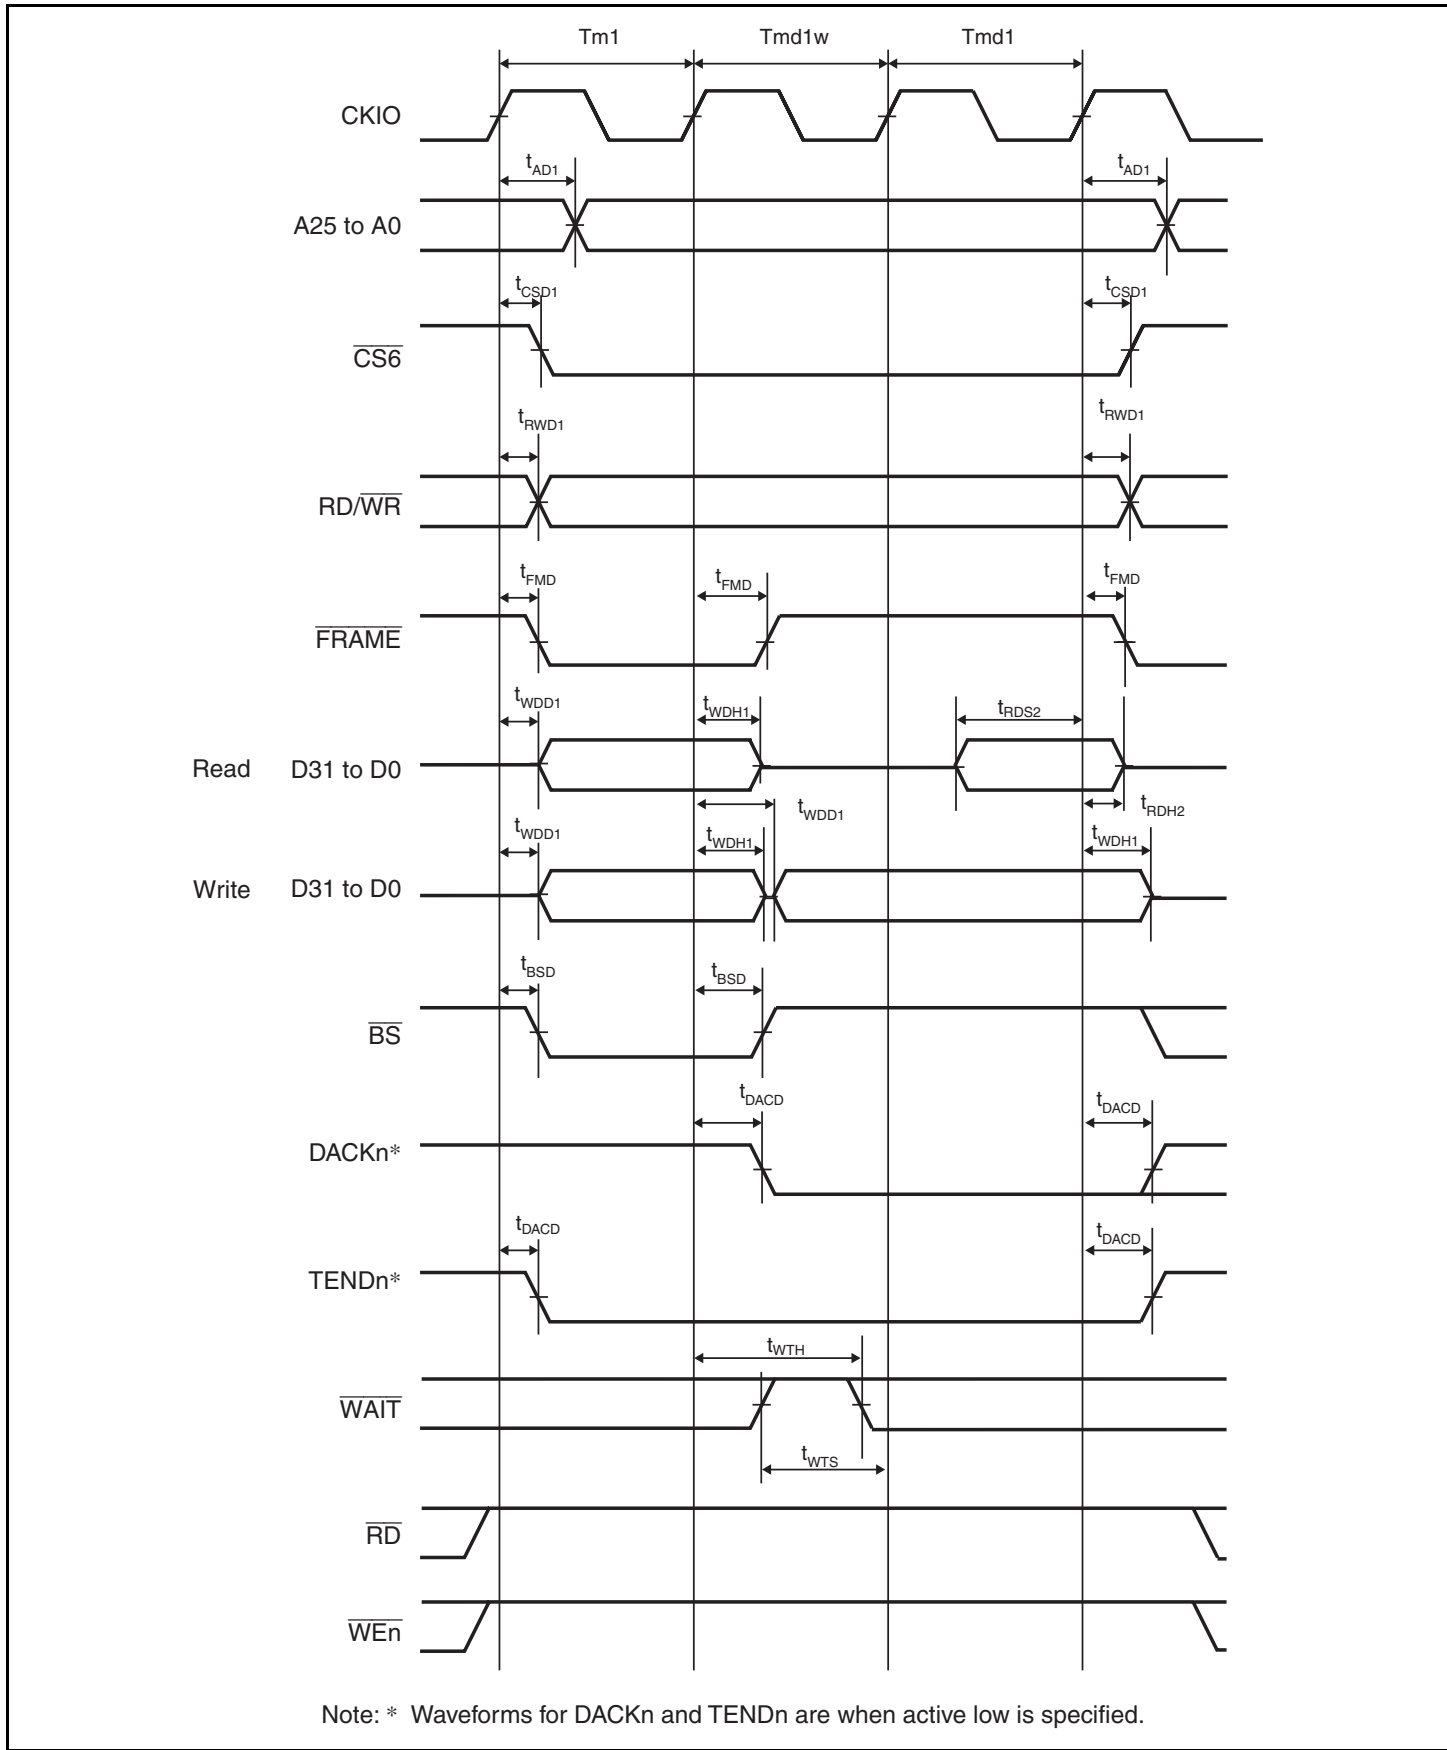 Tm1 Tmd1w Tmd1
CKIO
tAD1 tAD1
A25 to A0
tCSD1 tCSD1
CS6
tRWD1 tRWD1
RD/WR
tFMD tFMD tFMD
FRAME
tWDD1 tWDH1 tRDS2
Read D31 to D0
tWDD1 tRDH2
tWDD1 tWDH1 tWDH1
Write D31 to D0
tBSD tBSD
BS
tDACD tDACD
DACKn*
tDACD tDACD
TENDn*
tWTH
WAIT
tWTS
RD
WEn
Note: * Waveforms for DACKn and TENDn are when active low is specified.